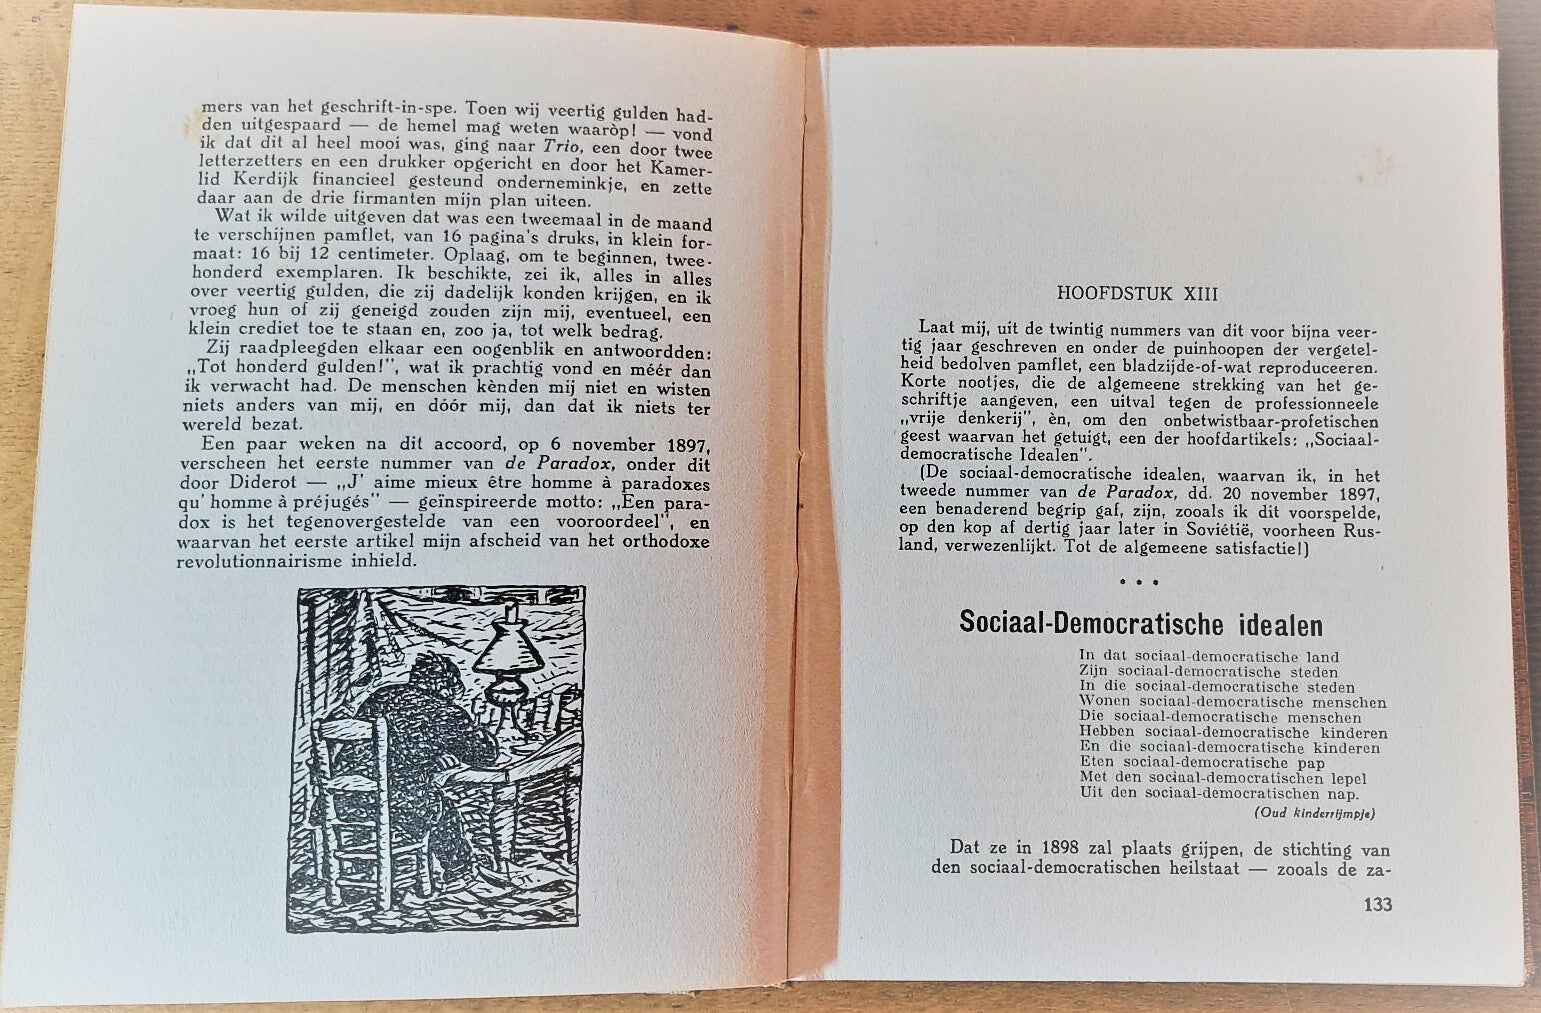 mers van het geschrift-in-spe. Toen wij veertig gulden had-
den uitgespaard — de hemel mag weten waaròp! — vond
ik dat dit al heel mooi was, ging naar Trio, een door twee
letterzetters en een drukker opgericht en door het Kamer-
lid Kerdijk financieel gesteund onderneminkje, en zette
daar aan de drie firmanten mijn plan uiteen.
Wat ik wilde uitgeven dat was een tweemaal in de maand
te verschijnen pamflet, van 16 pagina's druks, in klein for-
maat: 16 bij 12 centimeter. Oplaag, om te beginnen, twee-
honderd exemplaren. Ik beschikte, zei ik, alles in alles
over veertig gulden, die zij dadelijk konden krijgen, en ik
vroeg hun of zij geneigd zouden zijn mij, eventueel, een
klein crediet toe te staan en, zoo ja, tot welk bedrag.
Zij raadpleegden elkaar een oogenblik en antwoordden:
„Tot honderd gulden!", wat ik prachtig vond en méér dan
ik verwacht had. De menschen kènden mij niet en wisten
niets anders van mij, en dóór mij, dan dat ik niets ter
wereld bezat.
Een paar weken na dit accoord, op 6 november 1897,
verscheen het eerste nummer van de Paradox, onder dit
door Diderot — „J' aime mieux être homme à paradoxes
qu' homme à préjugés" — geïnspireerde motto: „Een para-
dox is het tegenovergestelde van een vooroordeel", en
waarvan het eerste artikel mijn afscheid van het orthodoxe
revolutionnairisme inhield.
HOOFDSTUK XIII
Laat mij, uit de twintig nummers van dit voor bijna veer-
tig jaar geschreven en onder de puinhoopen der vergetel-
heid bedolven pamflet, een bladzijde-of-wat reproduceeren.
Korte nootjes, die de algemeene strekking van het ge-
schriftje aangeven, een uitval tegen de professionneele
„vrije denkerij", èn, om den onbetwistbaar-profetischen
geest waarvan het getuigt, een der hoofdartikels: „Sociaal-
democratische Idealen".
(De sociaal-democratische idealen, waarvan ik, in het
tweede nummer van de Paradox, dd. 20 november 1897,
een benaderend begrip gaf, zijn, zooals ik dit voorspelde,
op den kop af dertig jaar later in Soviétië, voorheen Rus-
land, verwezenlijkt. Tot de algemeene satisfactie!)
• • •
Sociaal-Democratische idealen
In dat sociaal-democratische land
Zijn sociaal-democratische steden
In die sociaal-democratische steden
Wonen sociaal-democratische menschen
Die sociaal-democratische menschen
Hebben sociaal-democratische kinderen
En die sociaal-democratische kinderen
Eten sociaal-democratische pap
Met den sociaal-democratischen lepel
Uit den sociaal-democratischen nap.
(Oud kinderrijmpje)
Dat ze in 1898 zal plaats grijpen, de stichting van
den sociaal-democratischen heilstaat — zooals de za-
133